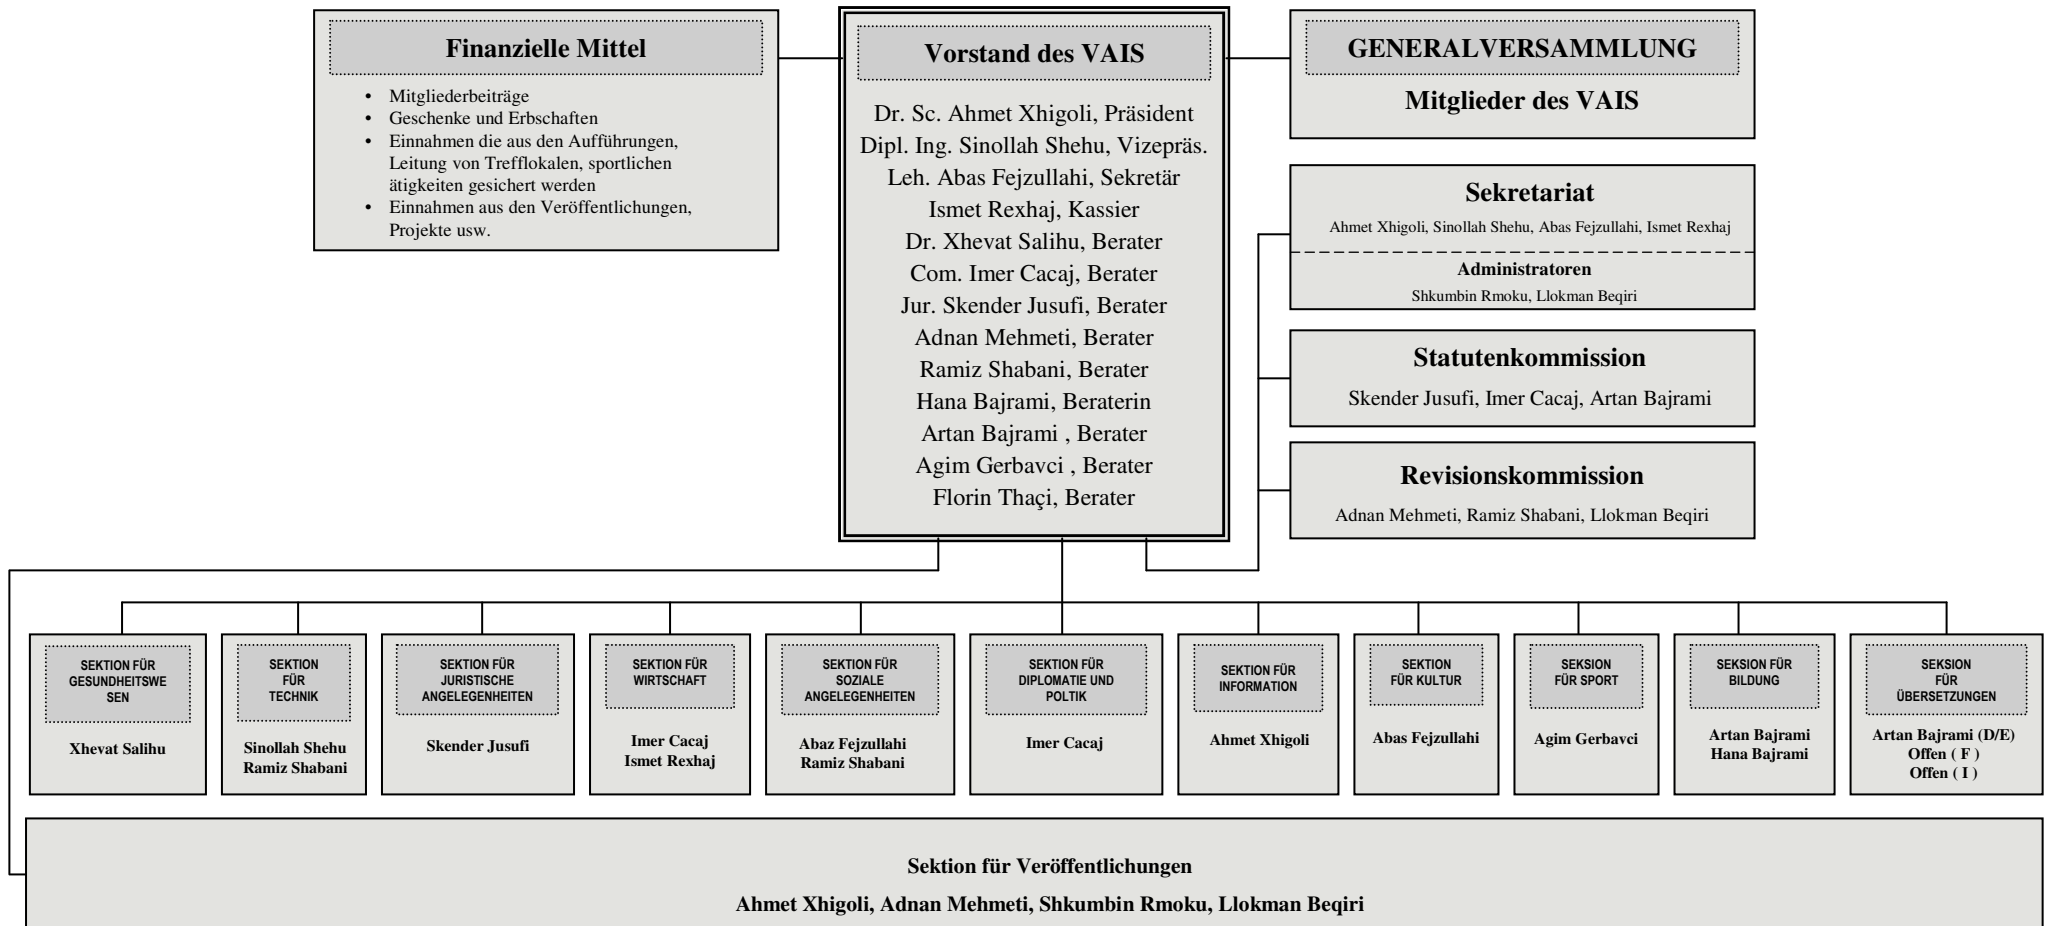 Finanzielle Mittel
• Mitgliederbeiträge
• Geschenke und Erbschaften
• Einnahmen die aus den Aufführungen,
Leitung von Trefflokalen, sportlichen
ätigkeiten gesichert werden
• Einnahmen aus den Veröffentlichungen,
Projekte usw.
Vorstand des VAIS
Dr. Sc. Ahmet Xhigoli, Präsident
Dipl. Ing. Sinollah Shehu, Vizepräs.
Leh. Abas Fejzullahi, Sekretär
Ismet Rexhaj, Kassier
Dr. Xhevat Salihu, Berater
Com. Imer Cacaj, Berater
Jur. Skender Jusufi, Berater
Adnan Mehmeti, Berater
Ramiz Shabani, Berater
Hana Bajrami, Beraterin
Artan Bajrami , Berater
Agim Gerbavci , Berater
Florin Thaçi, Berater
GENERALVERSAMMLUNG
Mitglieder des VAIS
Sekretariat
Ahmet Xhigoli, Sinollah Shehu, Abas Fejzullahi, Ismet Rexhaj
Administratoren
Shkumbin Rmoku, Llokman Beqiri
Statutenkommission
Skender Jusufi, Imer Cacaj, Artan Bajrami
Revisionskommission
Adnan Mehmeti, Ramiz Shabani, Llokman Beqiri
SEKTION FÜR
GESUNDHEITSWE
SEN
Xhevat Salihu
SEKTION
FÜR
TECHNIK
Sinollah Shehu
Ramiz Shabani
SEKTION FÜR
JURISTISCHE
ANGELEGENHEITEN
Skender Jusufi
SEKTION FÜR
WIRTSCHAFT
Imer Cacaj
Ismet Rexhaj
SEKTION FÜR
SOZIALE
ANGELEGENHEITEN
Abaz Fejzullahi
Ramiz Shabani
SEKTION FÜR
DIPLOMATIE UND
POLTIK
Imer Cacaj
SEKTION FÜR
INFORMATION
Ahmet Xhigoli
SEKTION
FÜR KULTUR
Abas Fejzullahi
SEKSION
FÜR SPORT
Agim Gerbavci
SEKSION FÜR
BILDUNG
Artan Bajrami
Hana Bajrami
SEKSION
FÜR
ÜBERSETZUNGEN
Artan Bajrami (D/E)
Offen ( F )
Offen ( I )
Sektion für Veröffentlichungen
Ahmet Xhigoli, Adnan Mehmeti, Shkumbin Rmoku, Llokman Beqiri